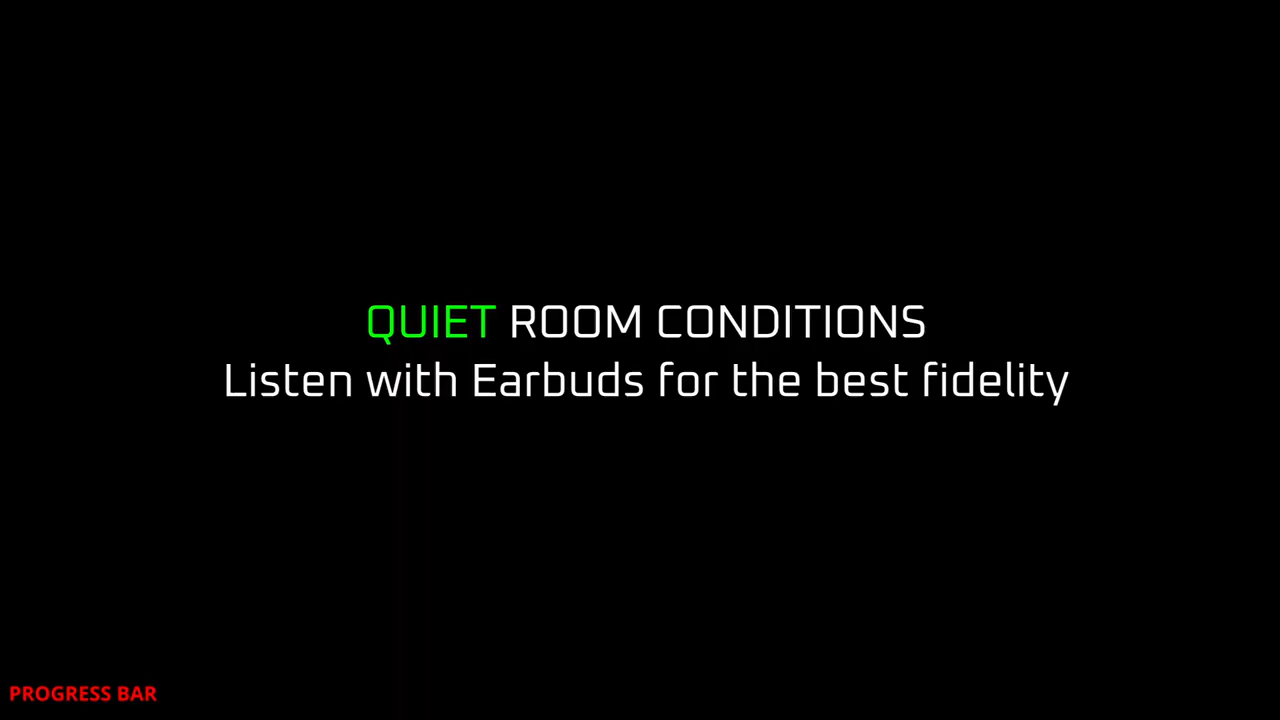 QUIET ROOM CONDITIONS
Listen with Earbuds for the best fidelity
PROGRESS BAR